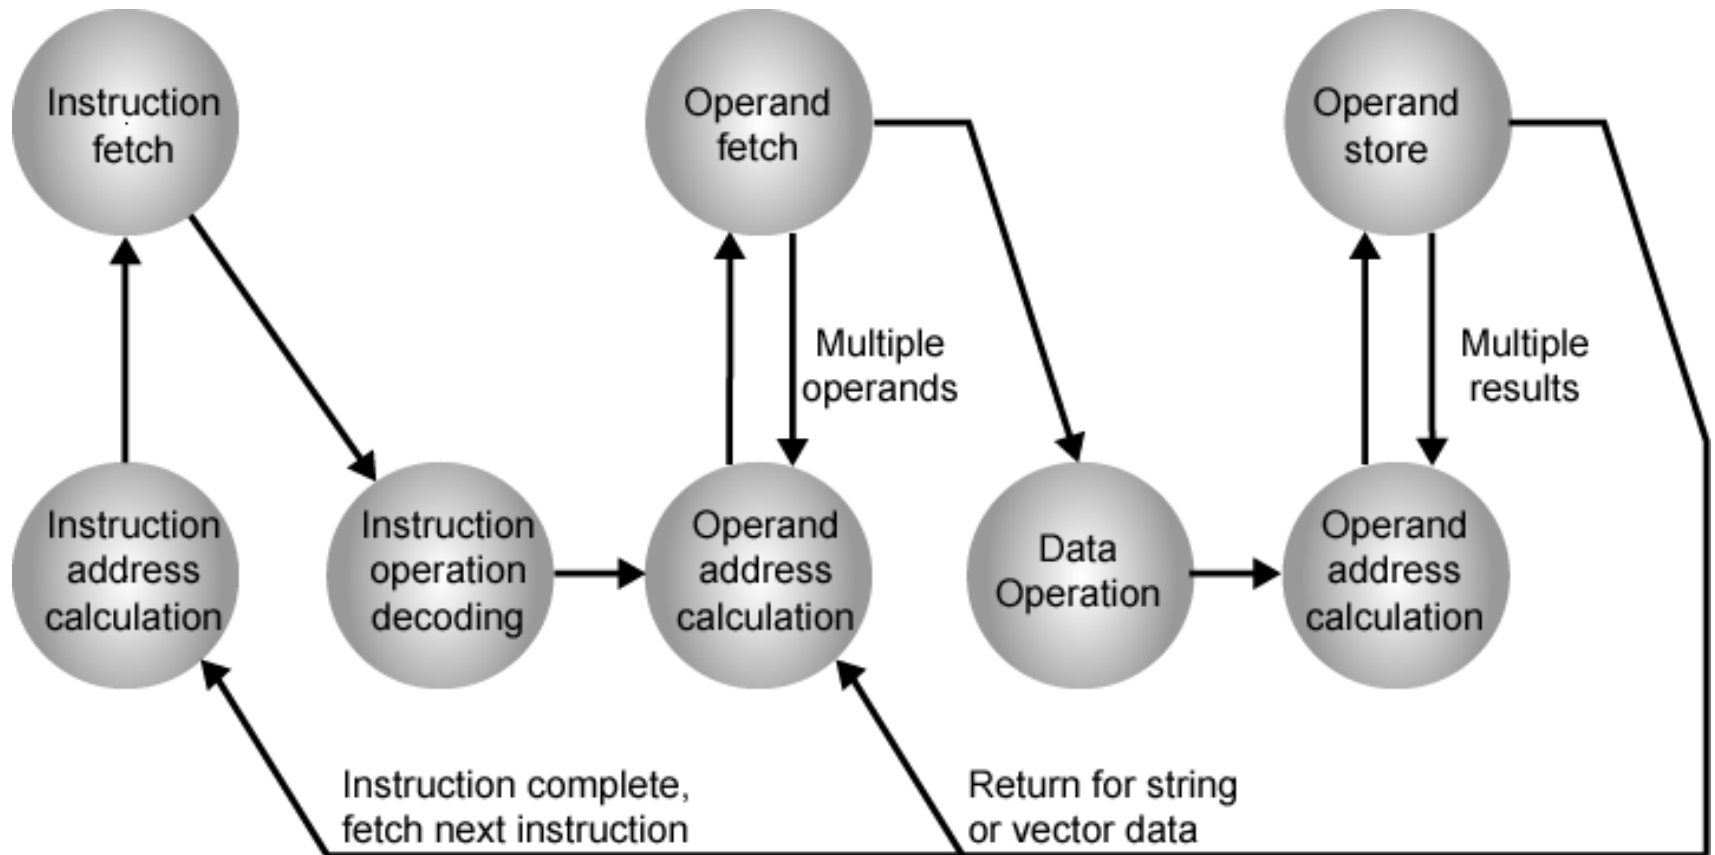 Instruction
fetch
Operand
fetch
Operand
store
Multiple
operands
Multiple
results
Instruction
address
calculation
Instruction
operation
decoding
Operand
address
calculation
Data
Operation
Operand
address
calculation
Instruction complete,
fetch next instruction
Return for string
or vector data